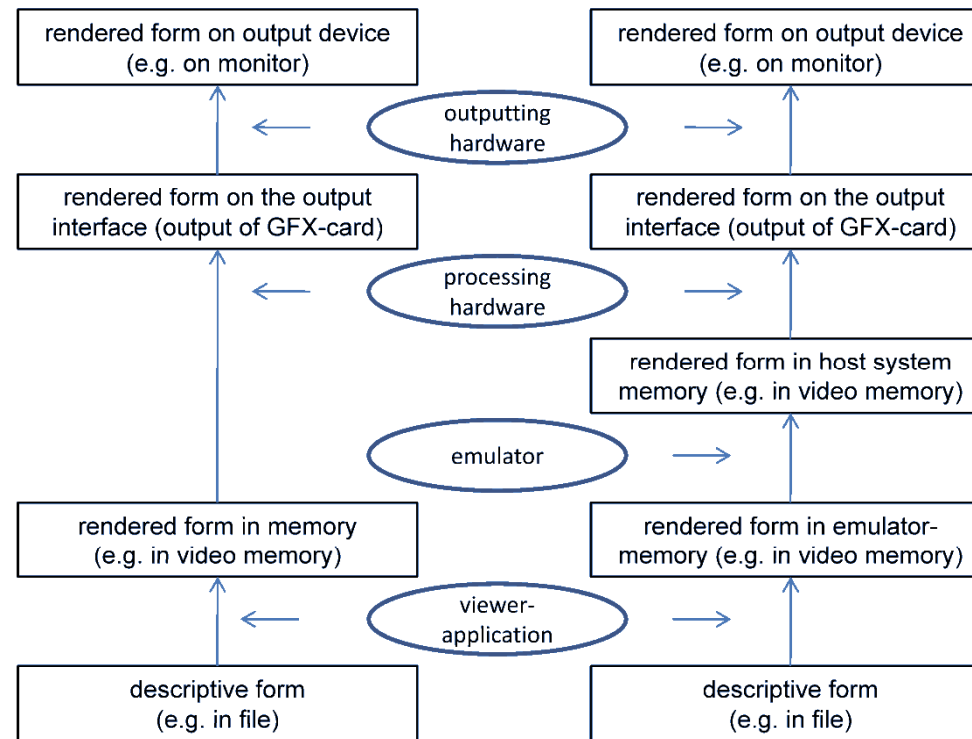 rendered form on output device
(e.g. on monitor)
rendered form on output device
(e.g. on monitor)
outputting
hardware
rendered form on the output
interface (output of GFX-card)
rendered form on the output
interface (output of GFX-card)
processing
hardware
rendered form in host system
memory (e.g. in video memory)
emulator
rendered form in memory
(e.g. in video memory)
rendered form in emulator-
memory (e.g. in video memory)
viewer-
application
descriptive form
(e.g. in file)
descriptive form
(e.g. in file)